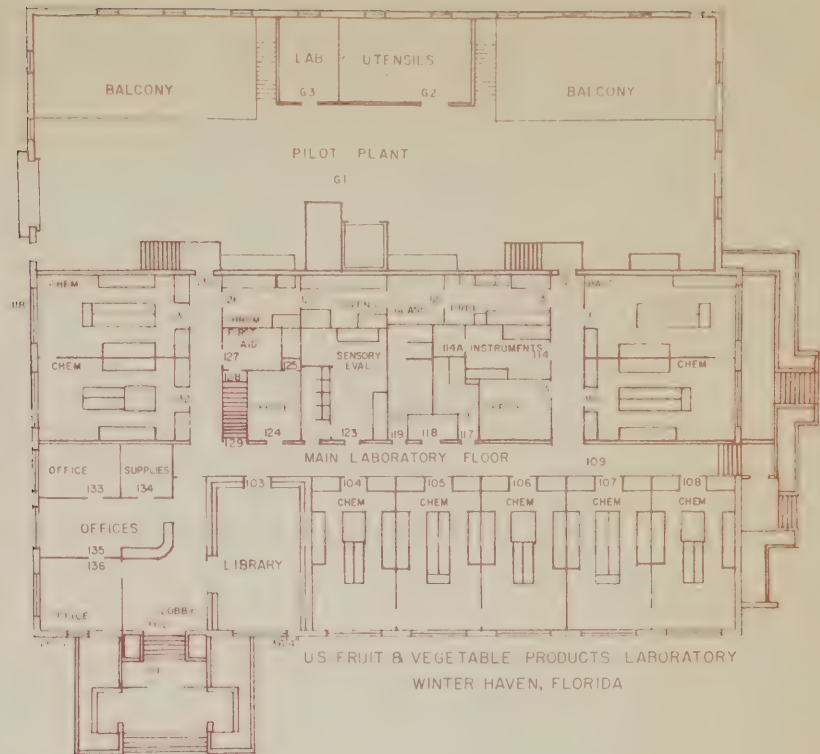 LAB
UTENSILS
BALCONY
BALCONY
G3
G2
PILOT PLANT
G1
CHEM
FIRST
AID
127
125
128
SENSORY
EVAL
114A INSTRUMENTS
114
CHEM
CHEM
129
124
123
119
118
117
MAIN LABORATORY FLOOR
109
OFFICE
SUPPLIES
133
134
103
104
105
106
107
108
CHEM
CHEM
CHEM
CHEM
CHEM
OFFICES
135
136
LIBRARY
LOBBY
US FRUIT & VEGETABLE PRODUCTS LABORATORY
WINTER HAVEN, FLORIDA